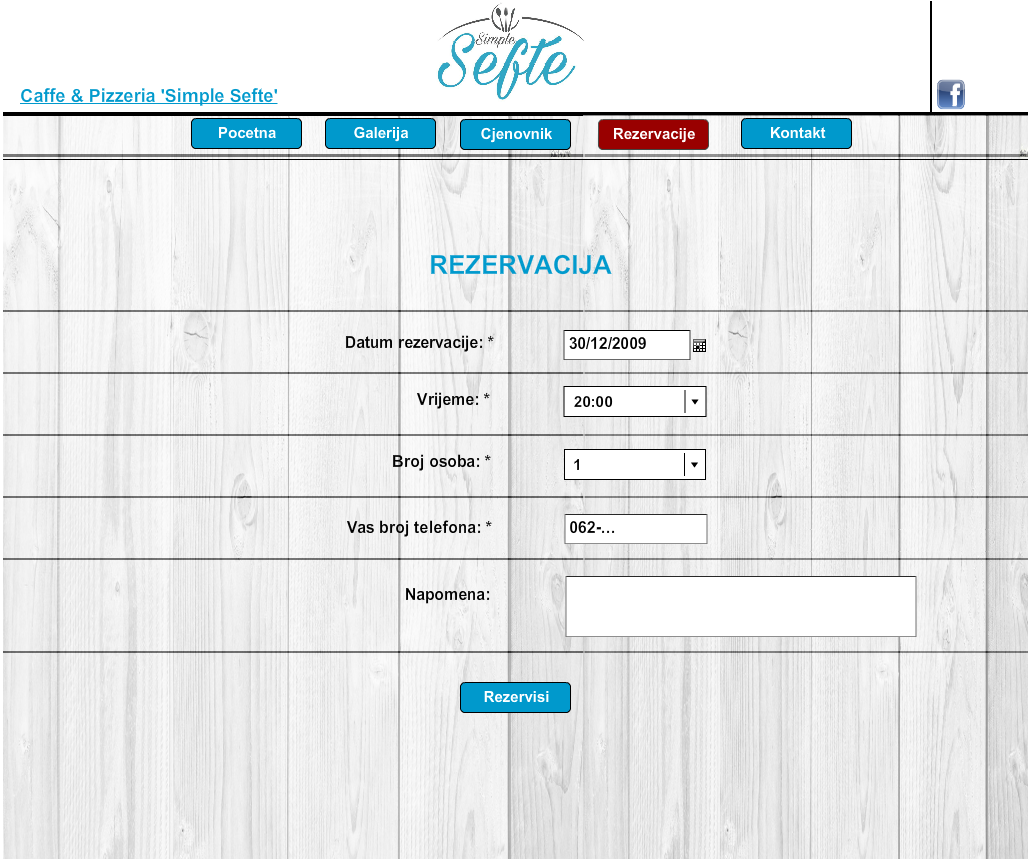 Simple
Sefte
Caffe & Pizzeria 'Simple Sefte'
f
Pocetna Galerija Cjenovnik Rezervacije Kontakt
REZERVACIJA
Datum rezervacije: * 30/12/2009
Vrijeme: * 20:00
Broj osoba: * 1
Vas broj telefona: * 062-...
Napomena:
Rezervisi